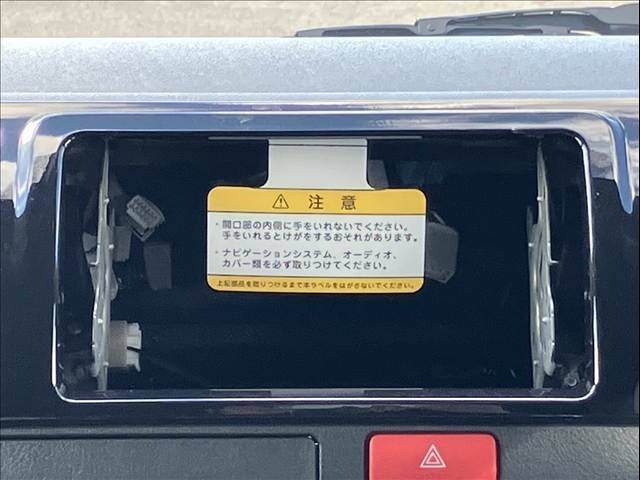 注意
・開口部の内側に手をいれないでください。
手をいれるとけがをするおそれがあります。
・ナビゲーションシステム、オーディオ、
カバー類を必ず取りつけてください。
上記部品を取りつけるまで本ラベルをはがさないでください。